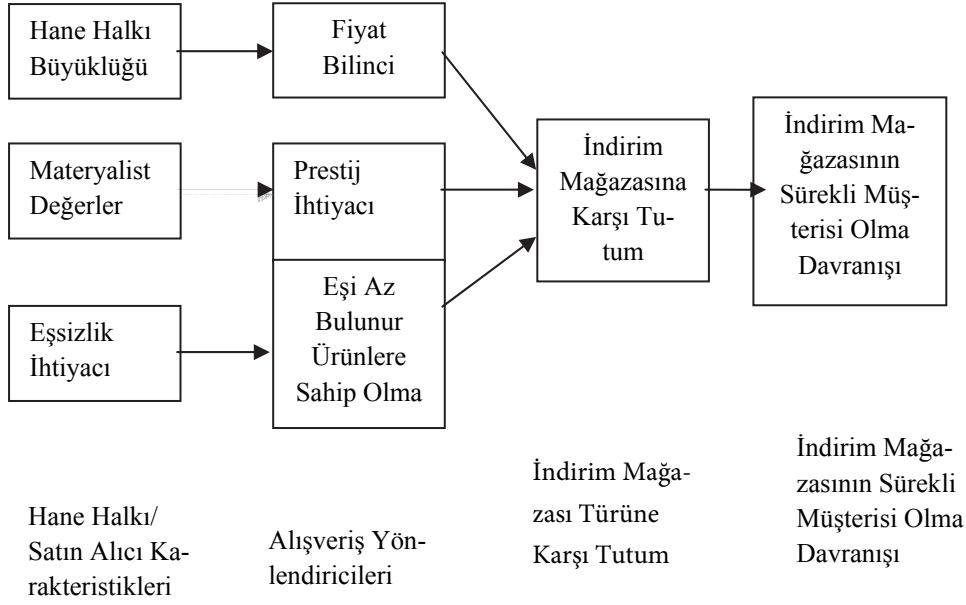 Hane Halkı
Büyüklüğü
Fiyat
Bilinci
Materyalist
Değerler
Prestij
İhtiyacı
Eşsizlik
İhtiyacı
Eşi Az
Bulunur
Ürünlere
Sahip Olma
İndirim
Mağazasına
Karşı Tu-
tum
İndirim Ma-
ğazasının
Sürekli Müş-
terisi Olma
Davranışı
Hane Halkı/
Satın Alıcı Ka-
rakteristikleri
Alışveriş Yön-
lendiricileri
İndirim Mağa-
zası Türüne
Karşı Tutum
İndirim Mağa-
zasının Sürekli
Müşterisi Olma
Davranışı